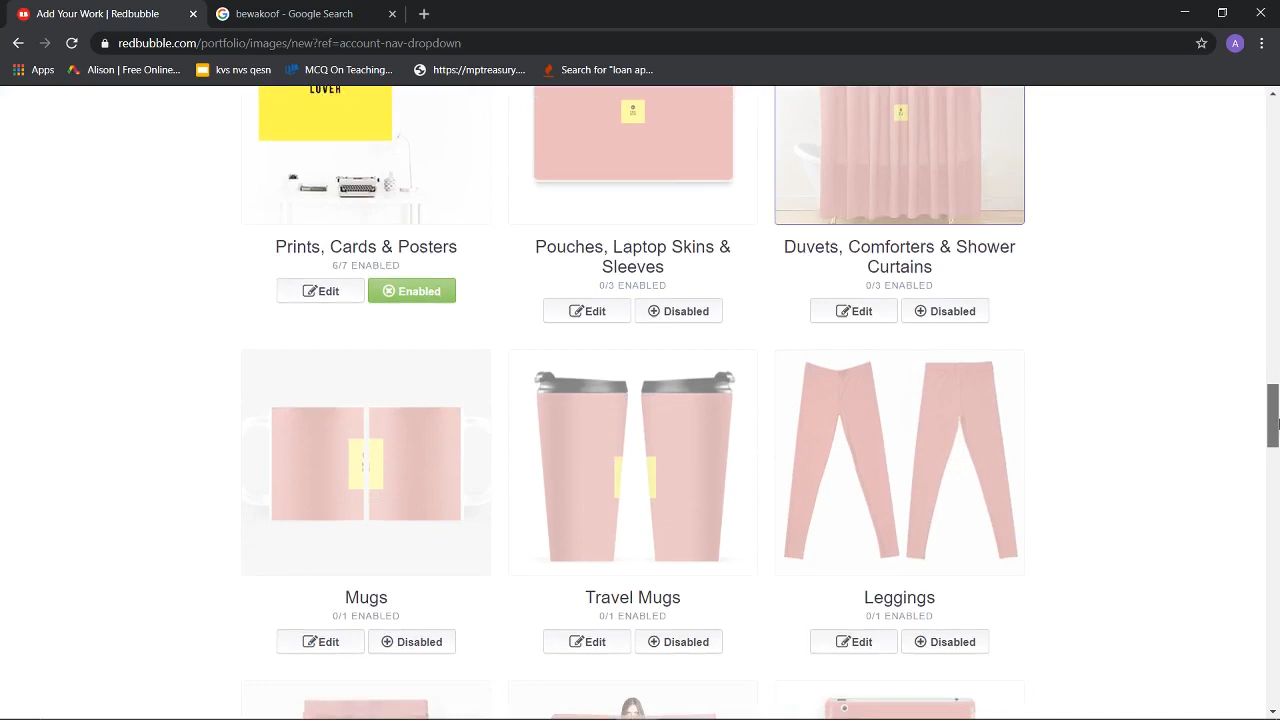 Add Your Work | Redbubble
bewakoof - Google Search
redbubble.com/portfolio/images/new?ref=account-nav-dropdown
A
Apps
Alison | Free Online...
kvs nvs qesn
MCQ On Teaching...
https://mptreasury....
Search for "loan ap...
LOVER
Prints, Cards & Posters
6/7 ENABLED
Edit
Enabled
Pouches, Laptop Skins &
Sleeves
0/3 ENABLED
Edit
Disabled
Duvets, Comforters & Shower
Curtains
0/3 ENABLED
Edit
Disabled
Mugs
0/1 ENABLED
Edit
Disabled
Travel Mugs
0/1 ENABLED
Edit
Disabled
Leggings
0/1 ENABLED
Edit
Disabled